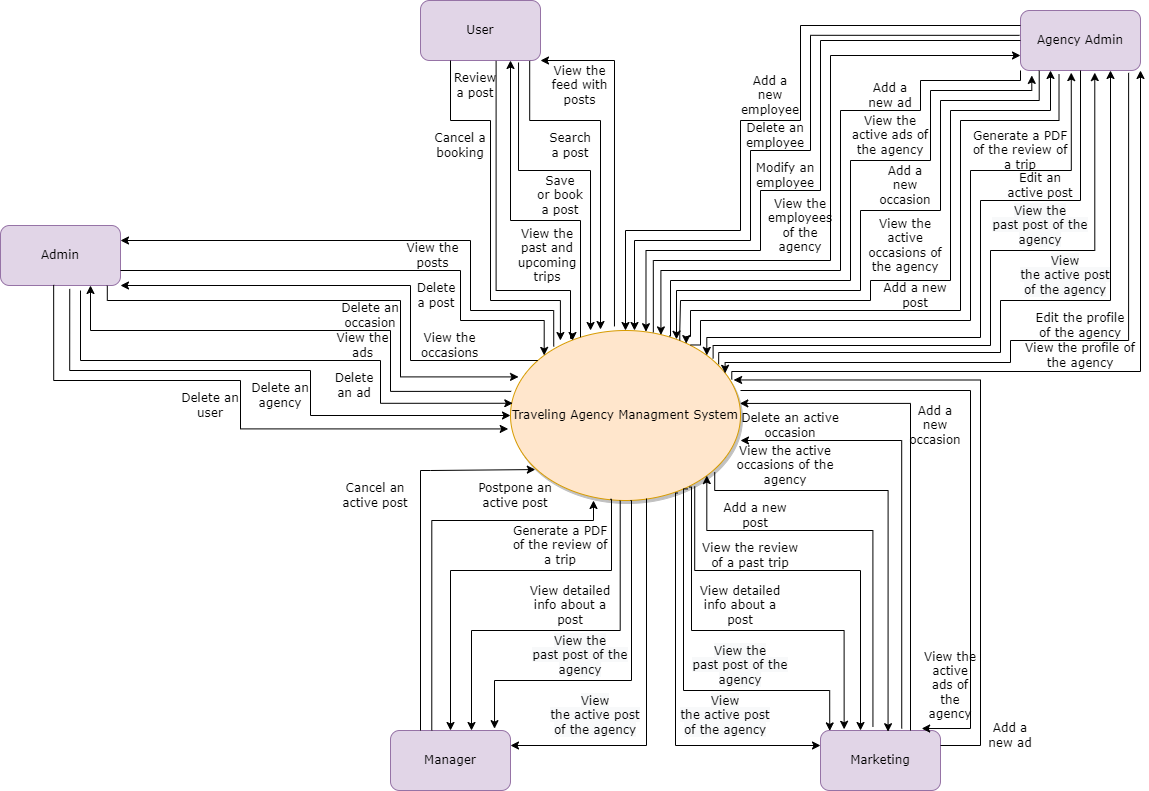 User
Agency Admin
Review
a post
View the
feed with
posts
Cancel a
booking
Search
a post
Save
or book
a post
View the
past and
upcoming
trips
Add a
new
employee
Delete an
employee
Modify an
employee
View the
employees
of the
agency
Add a
new ad
View the
active ads of
the agency
Add a
new
occasion
View the
active
occasions of
the agency
Add a new
post
Generate a PDF
of the review of
a trip
Edit an
active post
View the
past post of the
agency
View
the active post
of the agency
Edit the profile
of the agency
View the profile of
the agency
Admin
View the
posts
Delete
a post
Delete an
occasion
View the
occasions
View the
ads
Delete
an ad
Delete an
agency
Delete an
user
Traveling Agency Managment System
Delete an active
occasion
Add a
new
occasion
View the active
occasions of the
agency
Cancel an
active post
Postpone an
active post
Generate a PDF
of the review of
a trip
View detailed
info about a
post
View the
past post of the
agency
View
the active post
of the agency
Add a new
post
View the review
of a past trip
View detailed
info about a
post
View the
past post of the
agency
View
the active post
of the agency
View the
active
ads of
the
agency
Add a
new ad
Manager
Marketing